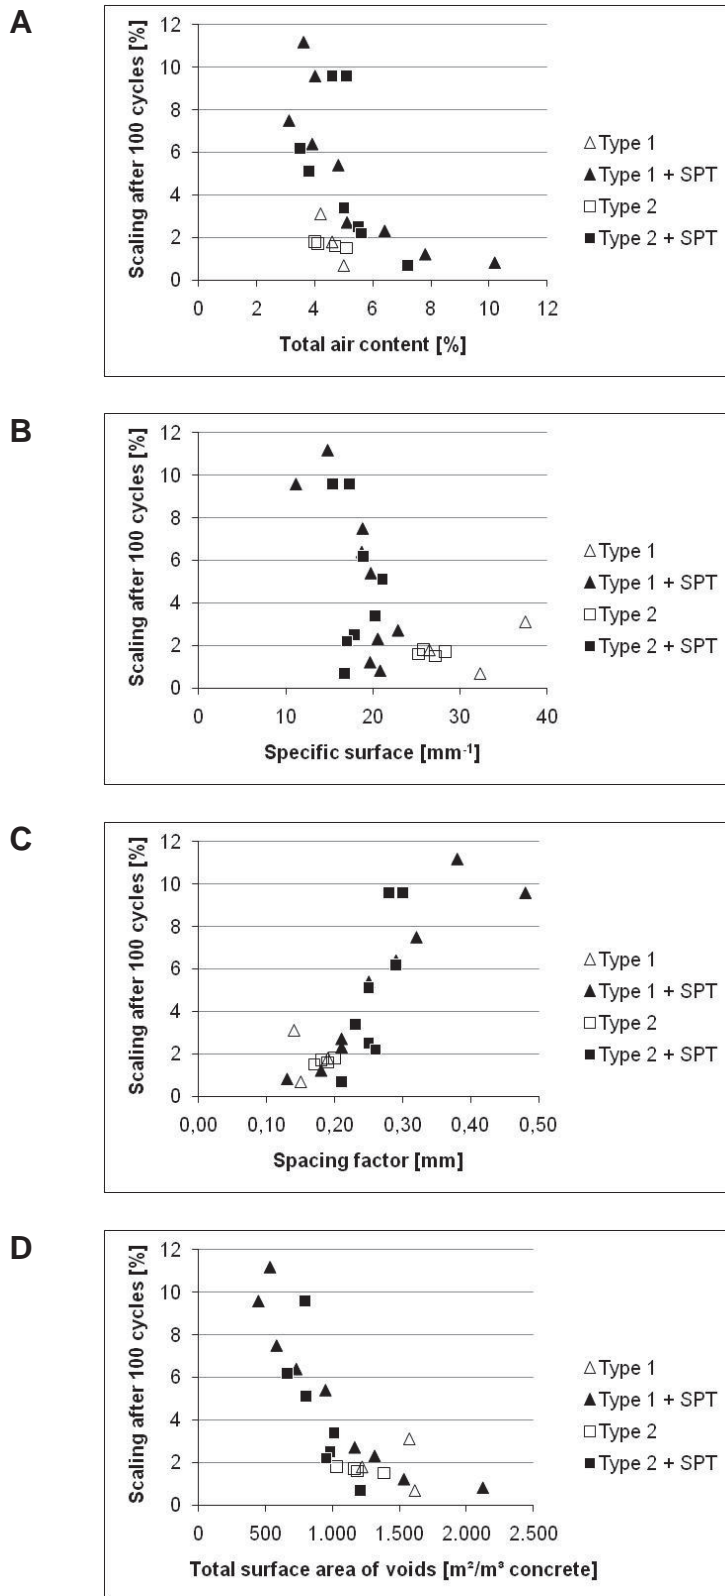 A
Scaling after 100 cycles [%]
12
10
8
6
4
2
0
0 2 4 6 8 10 12
Total air content [%]
Type 1
Type 1 + SPT
Type 2
Type 2 + SPT
B
Scaling after 100 cycles [%]
12
10
8
6
4
2
0
0 10 20 30 40
Specific surface [mm⁻¹]
Type 1
Type 1 + SPT
Type 2
Type 2 + SPT
C
Scaling after 100 cycles [%]
12
10
8
6
4
2
0
0,00 0,10 0,20 0,30 0,40 0,50
Spacing factor [mm]
Type 1
Type 1 + SPT
Type 2
Type 2 + SPT
D
Scaling after 100 cycles [%]
12
10
8
6
4
2
0
0 500 1.000 1.500 2.000 2.500
Total surface area of voids [m²/m³ concrete]
Type 1
Type 1 + SPT
Type 2
Type 2 + SPT